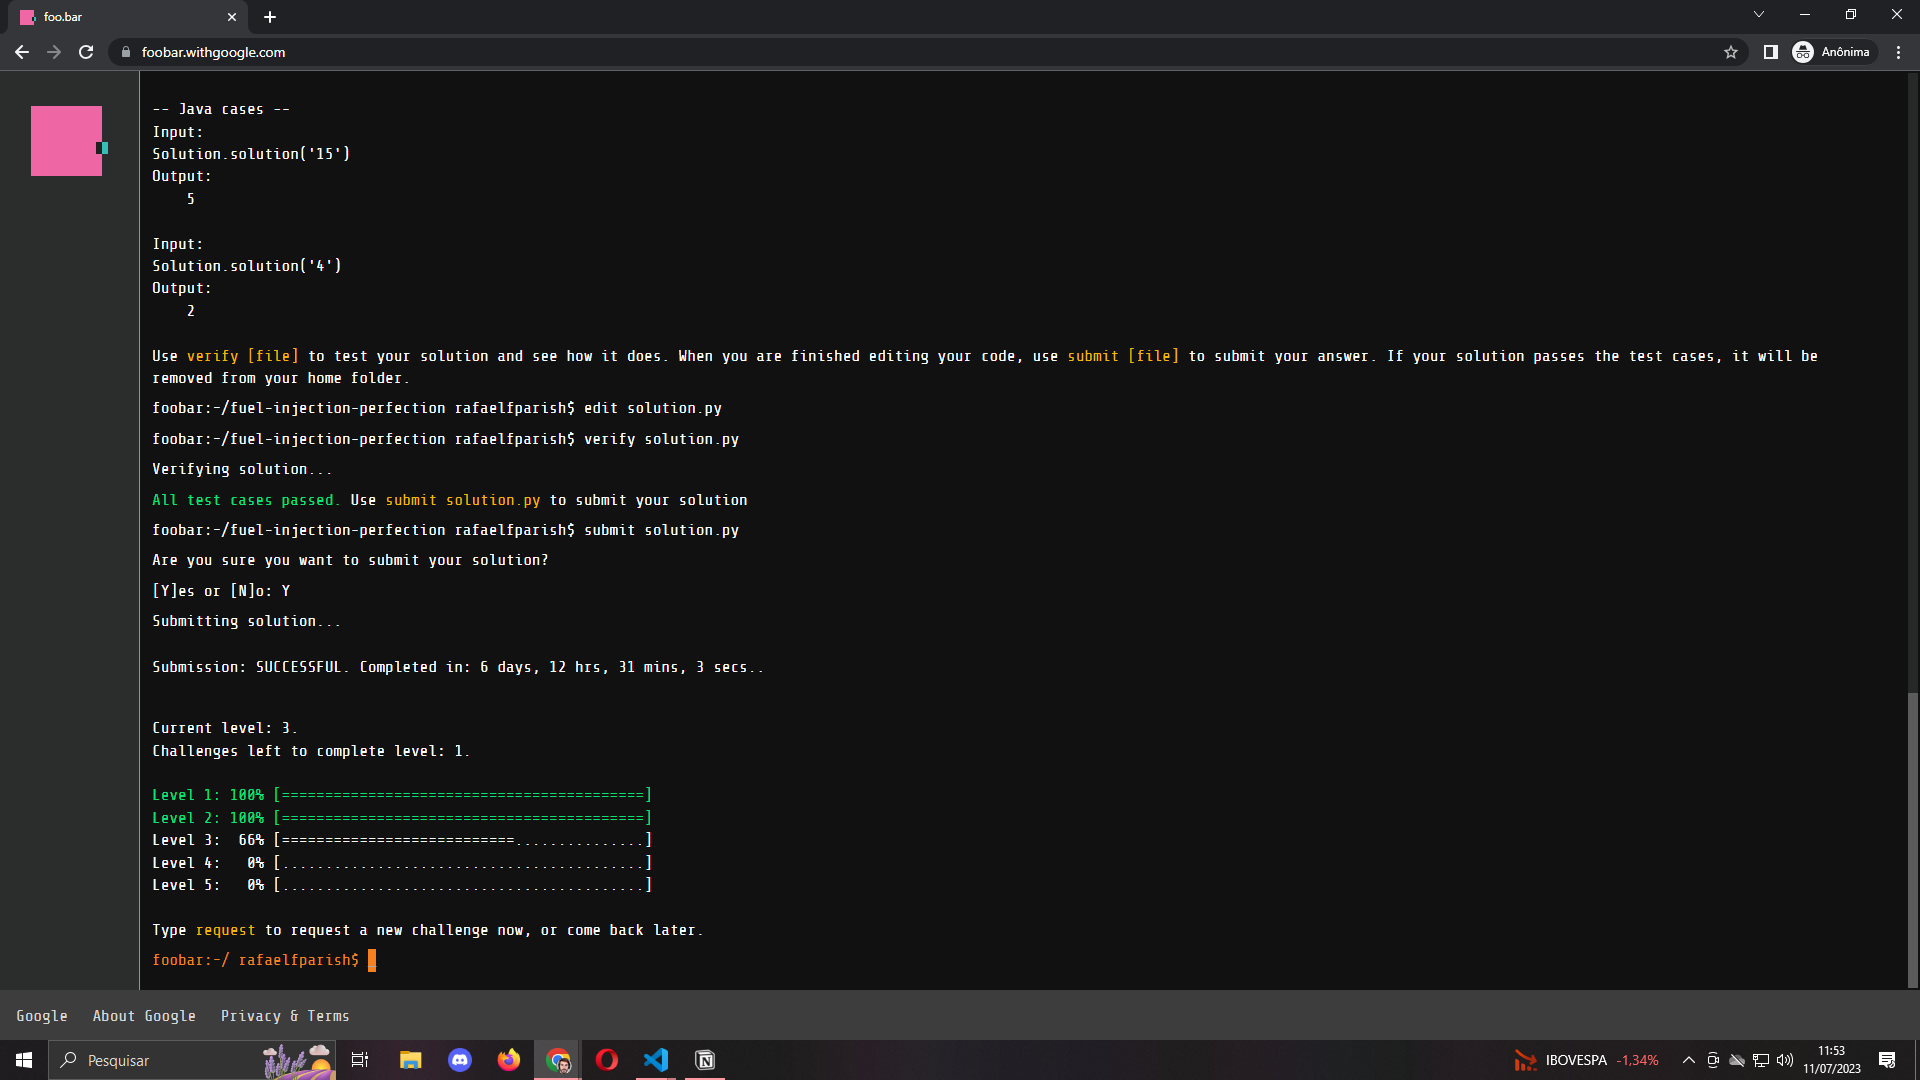 foo.bar
foobar.withgoogle.com
Anônima
-- Java cases --
Input:
Solution.solution('15')
Output:
    5
Input:
Solution.solution('4')
Output:
    2
Use verify [file] to test your solution and see how it does. When you are finished editing your code, use submit [file] to submit your answer. If your solution passes the test cases, it will be
removed from your home folder.
foobar:~/fuel-injection-perfection rafaelfparish$ edit solution.py
foobar:~/fuel-injection-perfection rafaelfparish$ verify solution.py
Verifying solution...
All test cases passed. Use submit solution.py to submit your solution
foobar:~/fuel-injection-perfection rafaelfparish$ submit solution.py
Are you sure you want to submit your solution?
[Y]es or [N]o: Y
Submitting solution...
Submission: SUCCESSFUL. Completed in: 6 days, 12 hrs, 31 mins, 3 secs..
Current level: 3.
Challenges left to complete level: 1.
Level 1: 100% [==========================================]
Level 2: 100% [==========================================]
Level 3:  66% [===========================...............]
Level 4:   0% [..........................................]
Level 5:   0% [..........................................]
Type request to request a new challenge now, or come back later.
foobar:~/ rafaelfparish$
Google About Google Privacy & Terms
Pesquisar
IBOVESPA -1,34%
11:53
11/07/2023